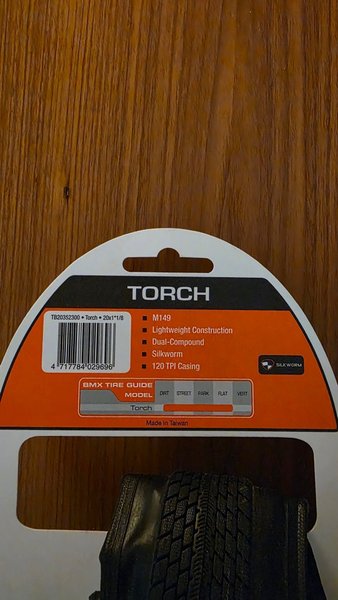 TORCH
TB20352300 • Torch • 20x1*1/8
4 717784 029696
M149
Lightweight Construction
Dual-Compound
Silkworm
120 TPI Casing
SILKWORM
BMX TIRE GUIDE
MODEL DIRT STREET PARK FLAT VERT
Torch
Made in Taiwan